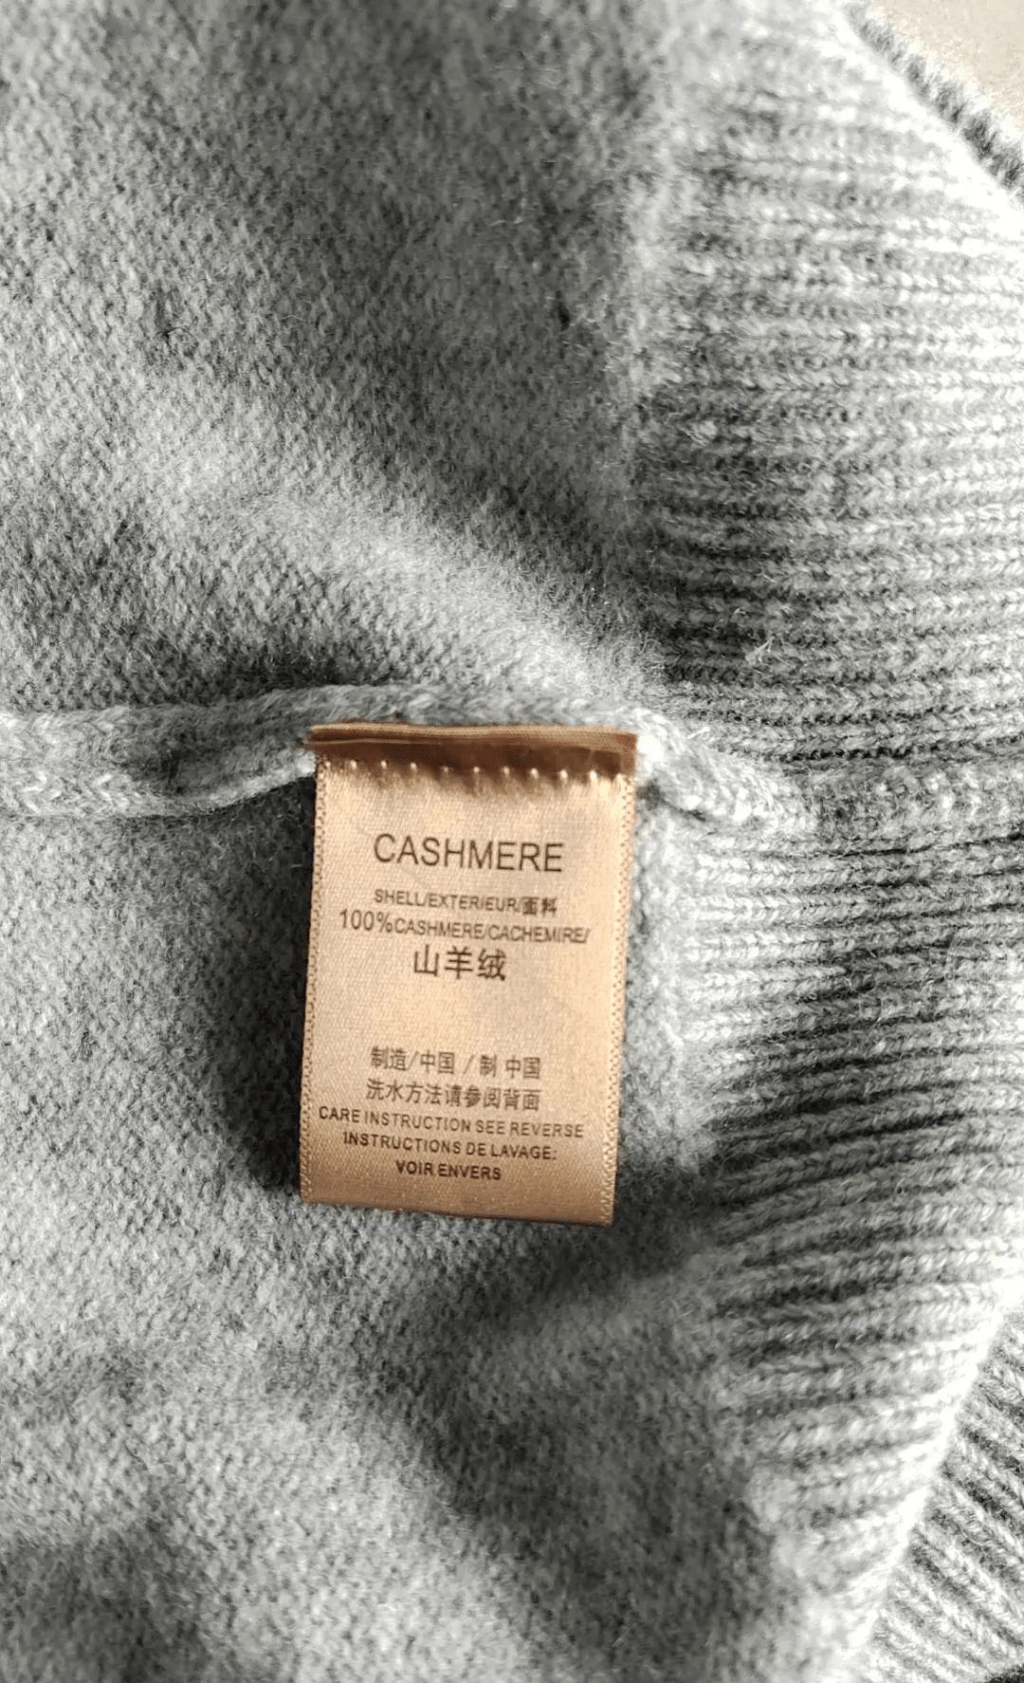 CASHMERE
SHELL/EXTERIEUR/面料
100%CASHMERE/CACHEMIRE/
山羊绒
制造/中国 /制 中国
洗水方法请参阅背面
CARE INSTRUCTION SEE REVERSE
INSTRUCTIONS DE LAVAGE:
VOIR ENVERS